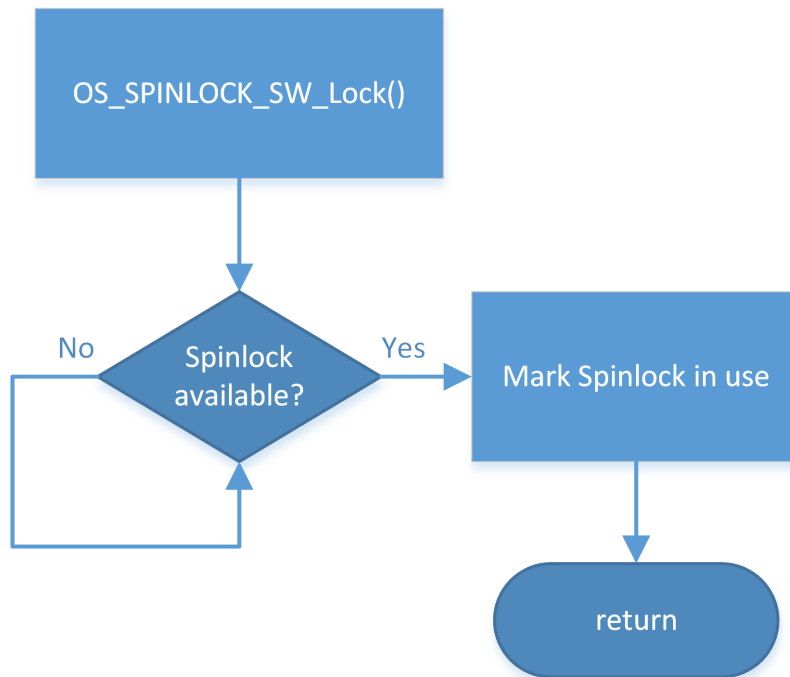 OS_SPINLOCK_SW_Lock()
No
Spinlock
available?
Yes
Mark Spinlock in use
return